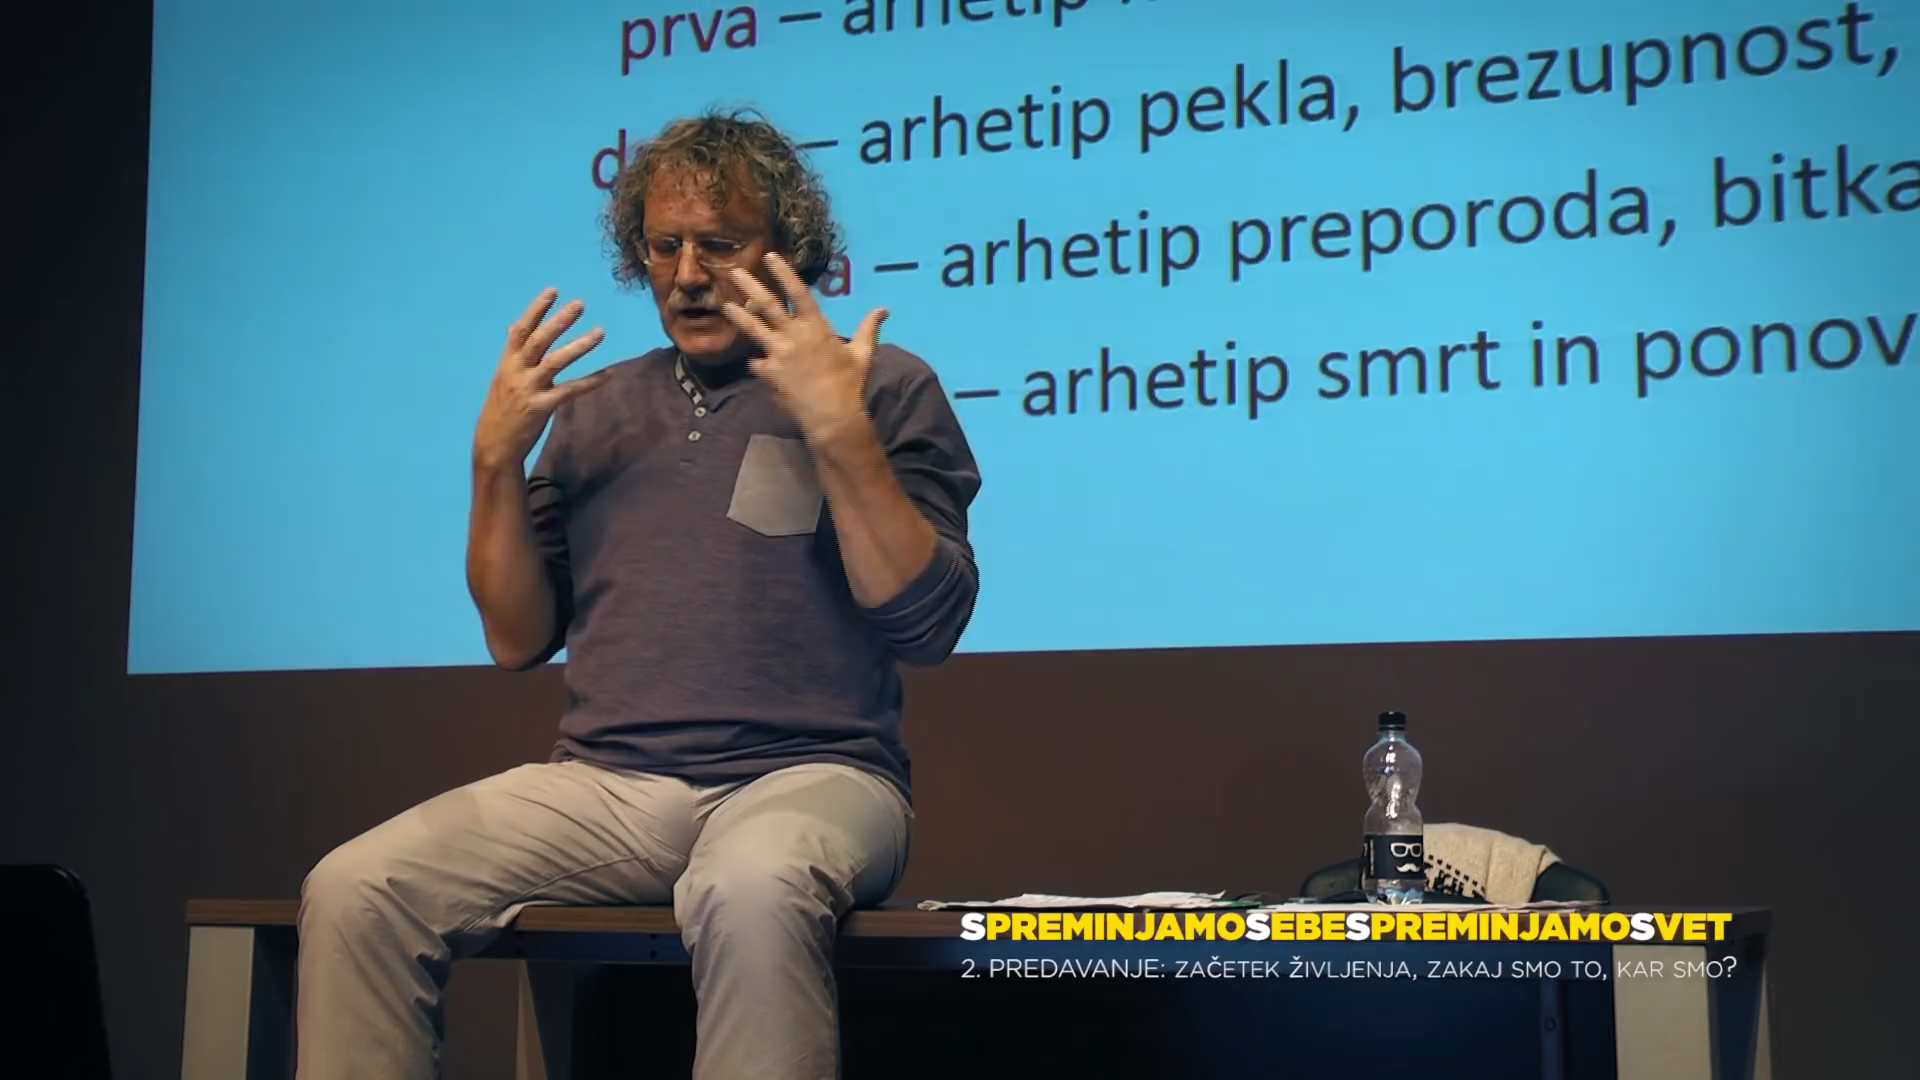 prva – arhetip
– arhetip pekla, brezupnost,
– arhetip preporoda, bitka
– arhetip smrt in ponov
SPREMINJAMOSEBESPREMINJAMOSVET
2. PREDAVANJE: ZAČETEK ŽIVLJENJA, ZAKAJ SMO TO, KAR SMO?